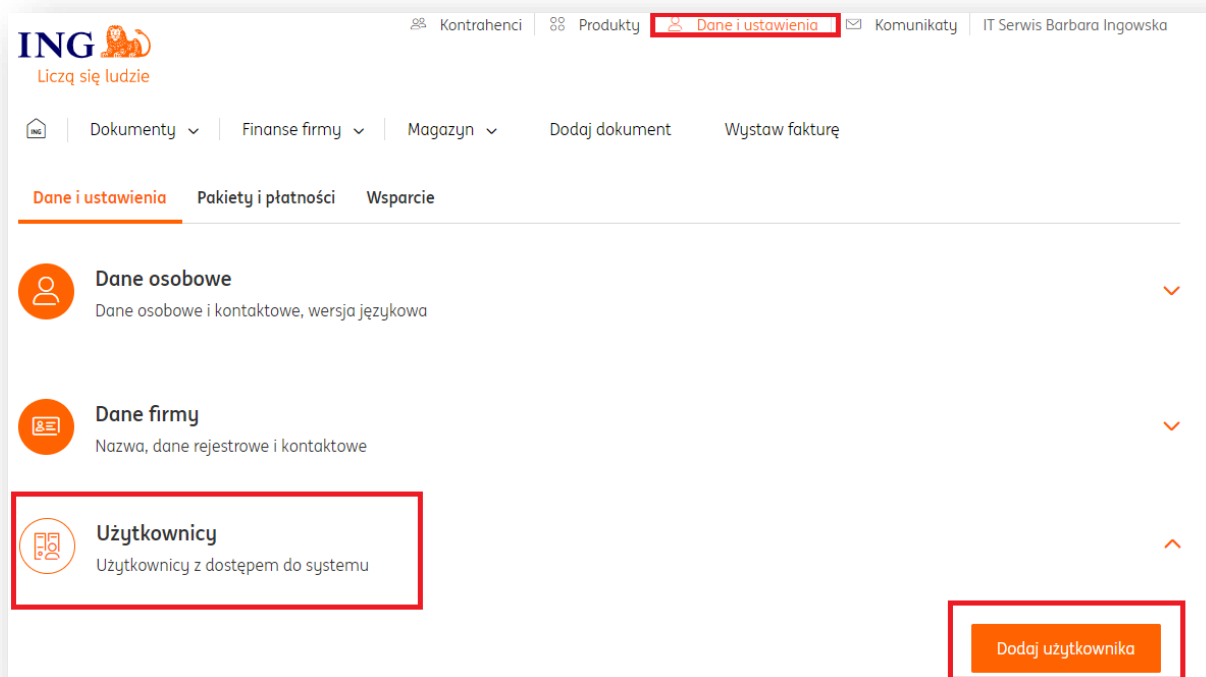 Kontrahenci Produkty Dane i ustawienia Komunikaty IT Serwis Barbara Ingowska
ING
Liczą się ludzie
ING Dokumenty Finanse firmy Magazyn Dodaj dokument Wystaw fakturę
Dane i ustawienia Pakiety i płatności Wsparcie
Dane osobowe
Dane osobowe i kontaktowe, wersja językowa
Dane firmy
Nazwa, dane rejestrowe i kontaktowe
Użytkownicy
Użytkownicy z dostępem do systemu
Dodaj użytkownika